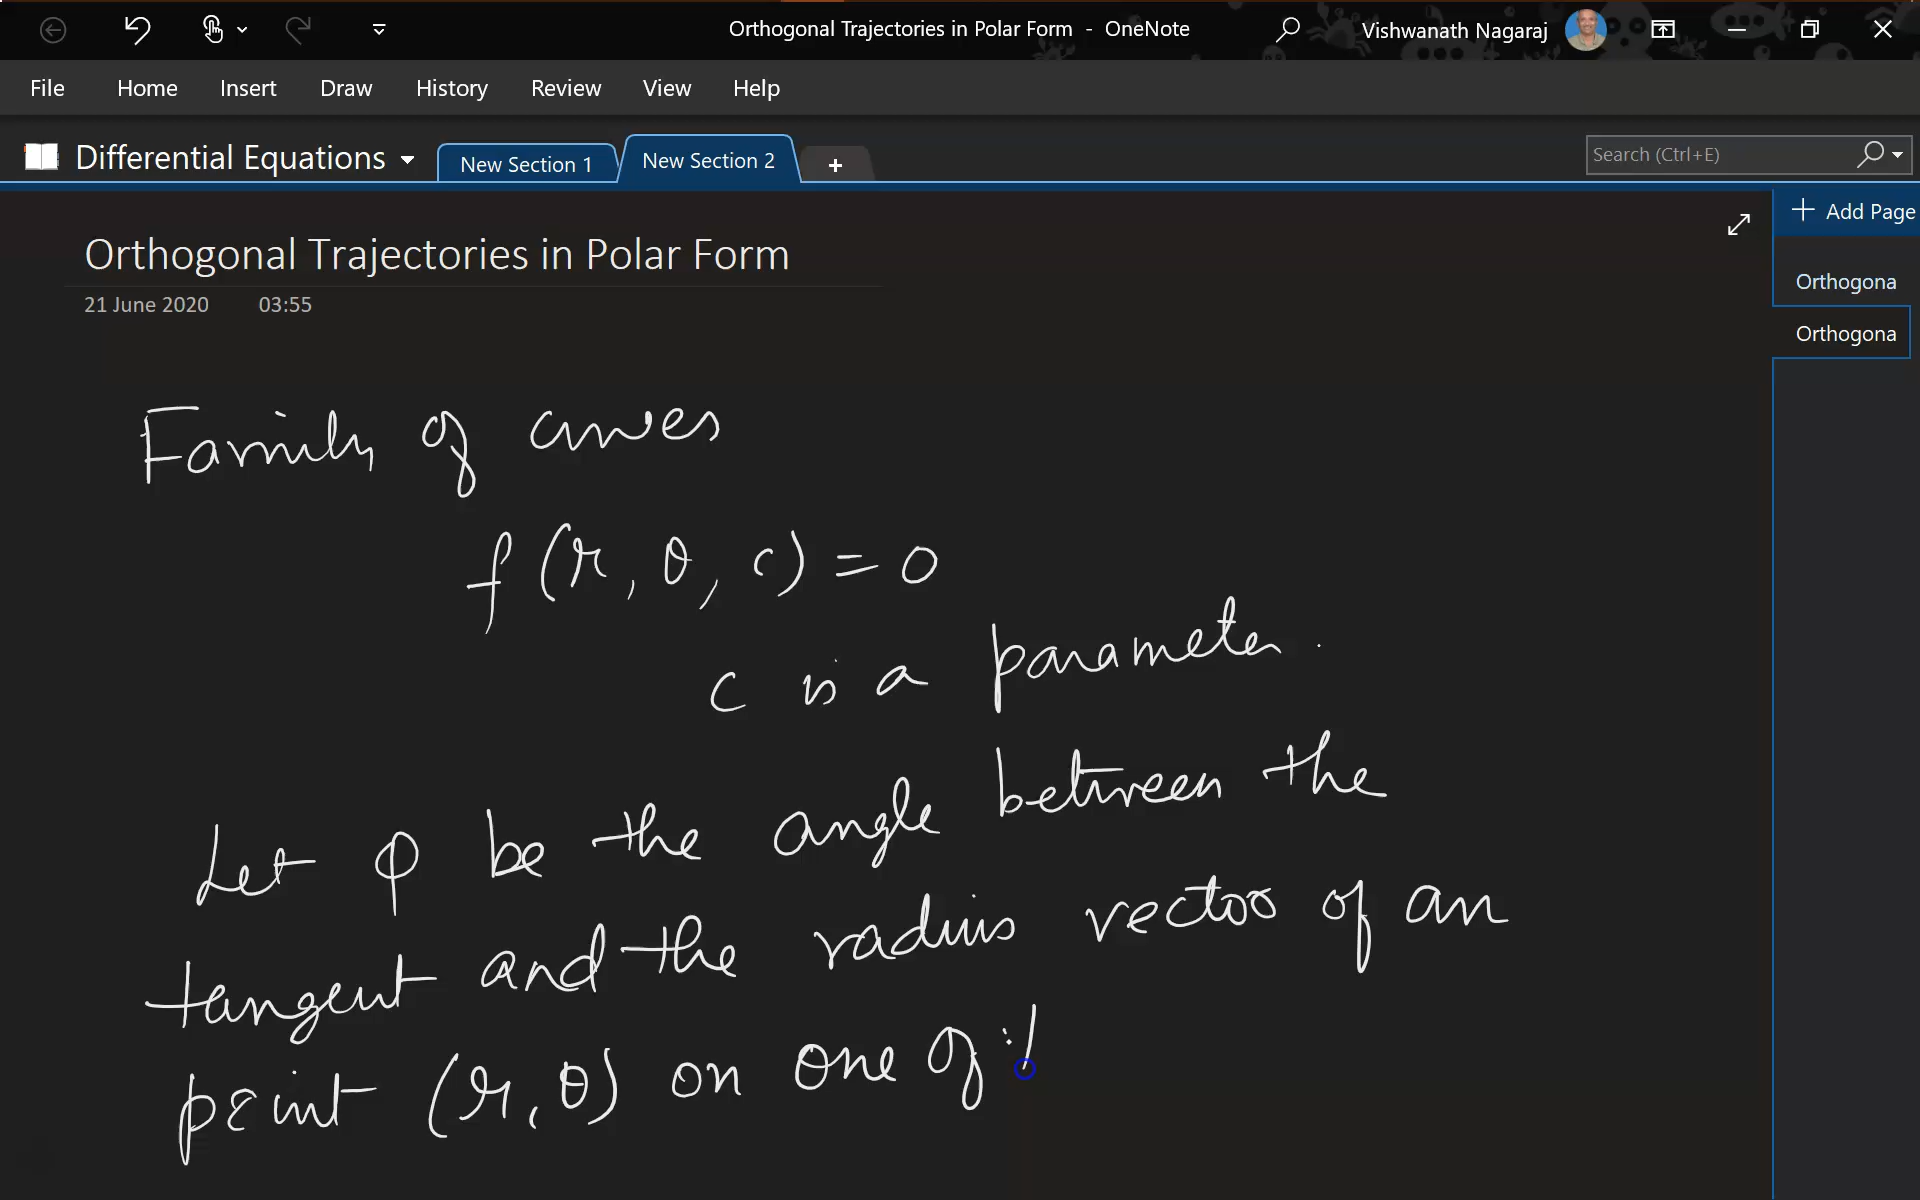 Orthogonal Trajectories in Polar Form - OneNote
Vishwanath Nagaraj
File Home Insert Draw History Review View Help
Differential Equations
New Section 1
New Section 2
+
Search (Ctrl+E)
+ Add Page
Orthogona
Orthogona
Orthogonal Trajectories in Polar Form
21 June 2020 03:55
Family of curves
f(r, θ, c) = 0
c is a parameter.
Let φ be the angle between the
tangent and the radius vector of an
point (r, θ) on one of